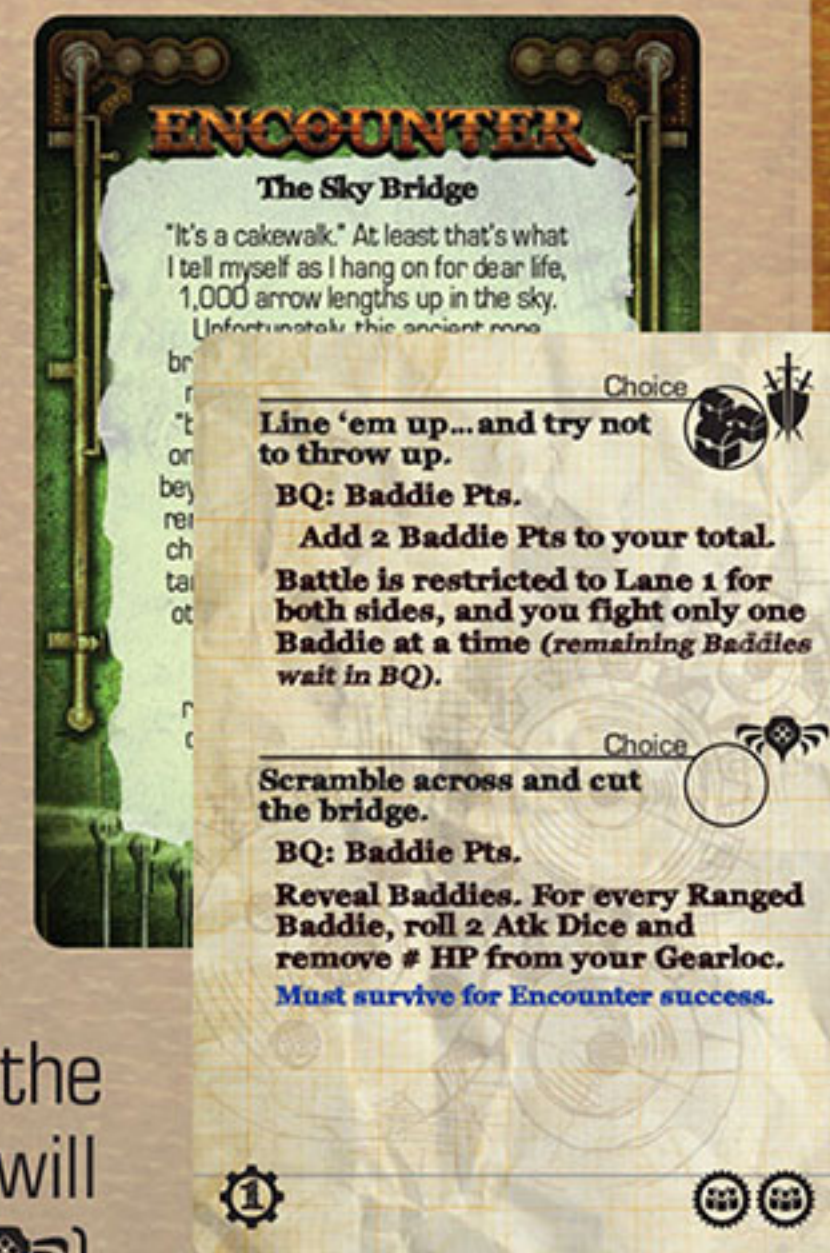 ENCOUNTER
The Sky Bridge
"It's a cakewalk." At least that's what
I tell myself as I hang on for dear life,
1,000 arrow lengths up in the sky.
Unfortunately, this ancient rope
Choice
Line 'em up...and try not
to throw up.
BQ: Baddie Pts.
Add 2 Baddie Pts to your total.
Battle is restricted to Lane 1 for
both sides, and you fight only one
Baddie at a time (remaining Baddies
wait in BQ).
Choice
Scramble across and cut
the bridge.
BQ: Baddie Pts.
Reveal Baddies. For every Ranged
Baddie, roll 2 Atk Dice and
remove # HP from your Gearloc.
Must survive for Encounter success.
1
the
will
)